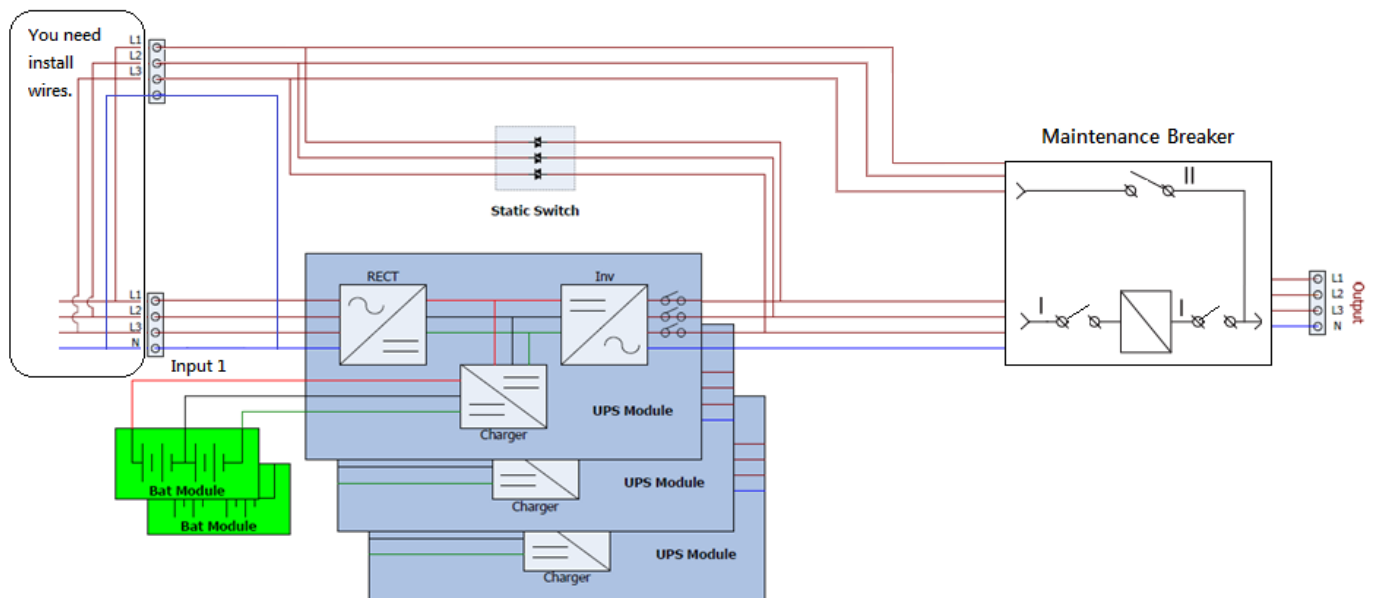 You need
install
wires.
L1
L2
L3
Maintenance Breaker
II
Static Switch
RECT
Inv
L1
L2
L3
N
I
I
L1
L2
L3
N
Output
Input 1
UPS Module
Charger
Bat Module
UPS Module
Charger
Bat Module
UPS Module
Charger